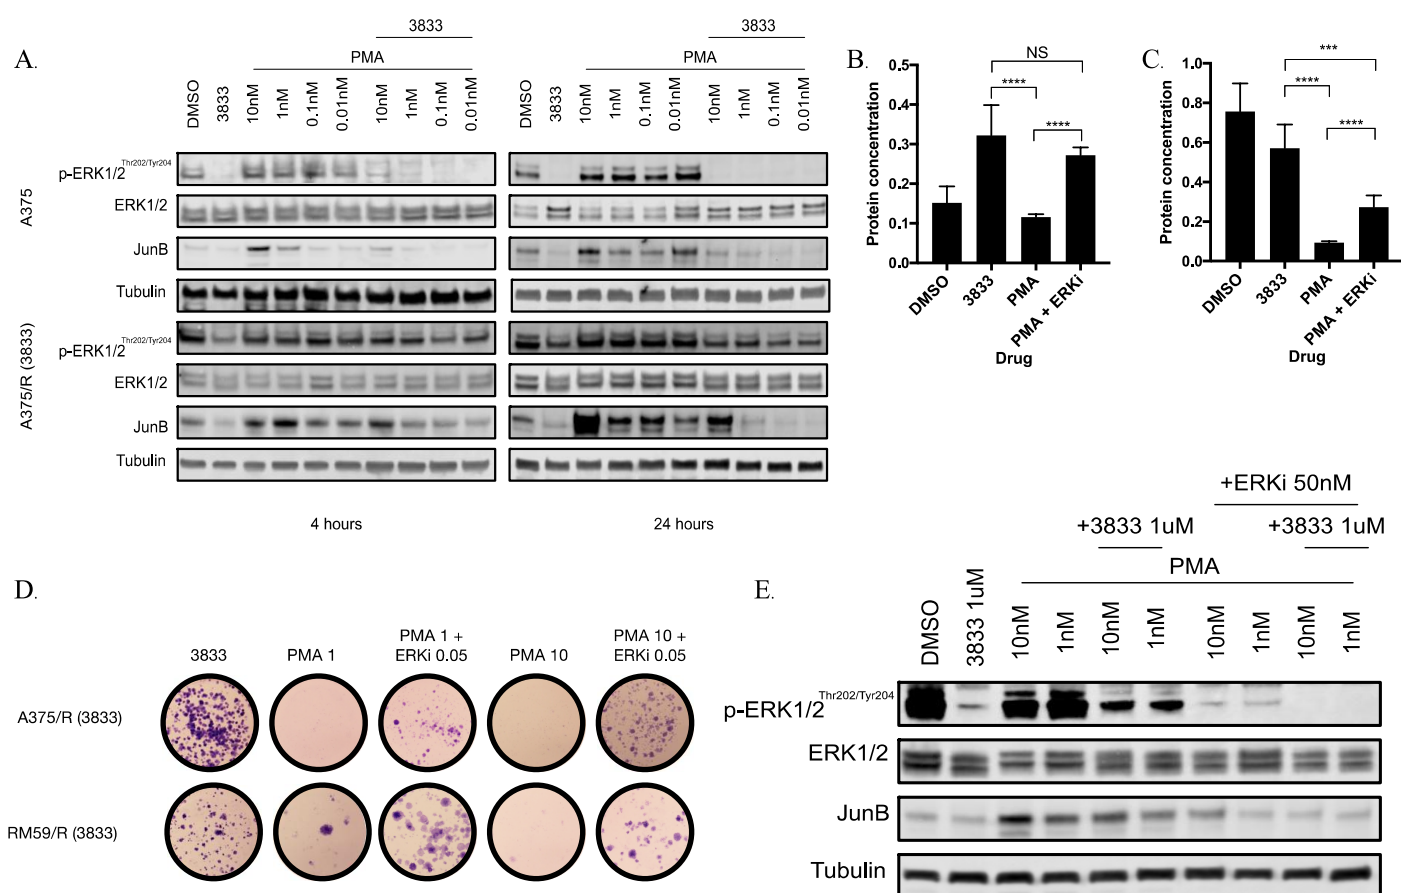 A.
3833
PMA
DMSO
3833
10nM
1nM
0.1nM
0.01nM
10nM
1nM
0.1nM
0.01nM
3833
PMA
DMSO
3833
10nM
1nM
0.1nM
0.01nM
10nM
1nM
0.1nM
0.01nM
A375
p-ERK1/2 Thr202/Tyr204
ERK1/2
JunB
Tubulin
A375/R (3833)
p-ERK1/2 Thr202/Tyr204
ERK1/2
JunB
Tubulin
4 hours
24 hours
B.
NS
****
****
Protein concentration
0.5
0.4
0.3
0.2
0.1
0.0
DMSO
3833
PMA
PMA + ERKi
Drug
C.
***
****
****
Protein concentration
1.0
0.8
0.6
0.4
0.2
0.0
DMSO
3833
PMA
PMA + ERKi
Drug
D.
3833
PMA 1
PMA 1 +
ERKi 0.05
PMA 10
PMA 10 +
ERKi 0.05
A375/R (3833)
RM59/R (3833)
E.
+ERKi 50nM
+3833 1uM
+3833 1uM
PMA
DMSO
3833 1uM
10nM
1nM
10nM
1nM
10nM
1nM
10nM
1nM
p-ERK1/2 Thr202/Tyr204
ERK1/2
JunB
Tubulin